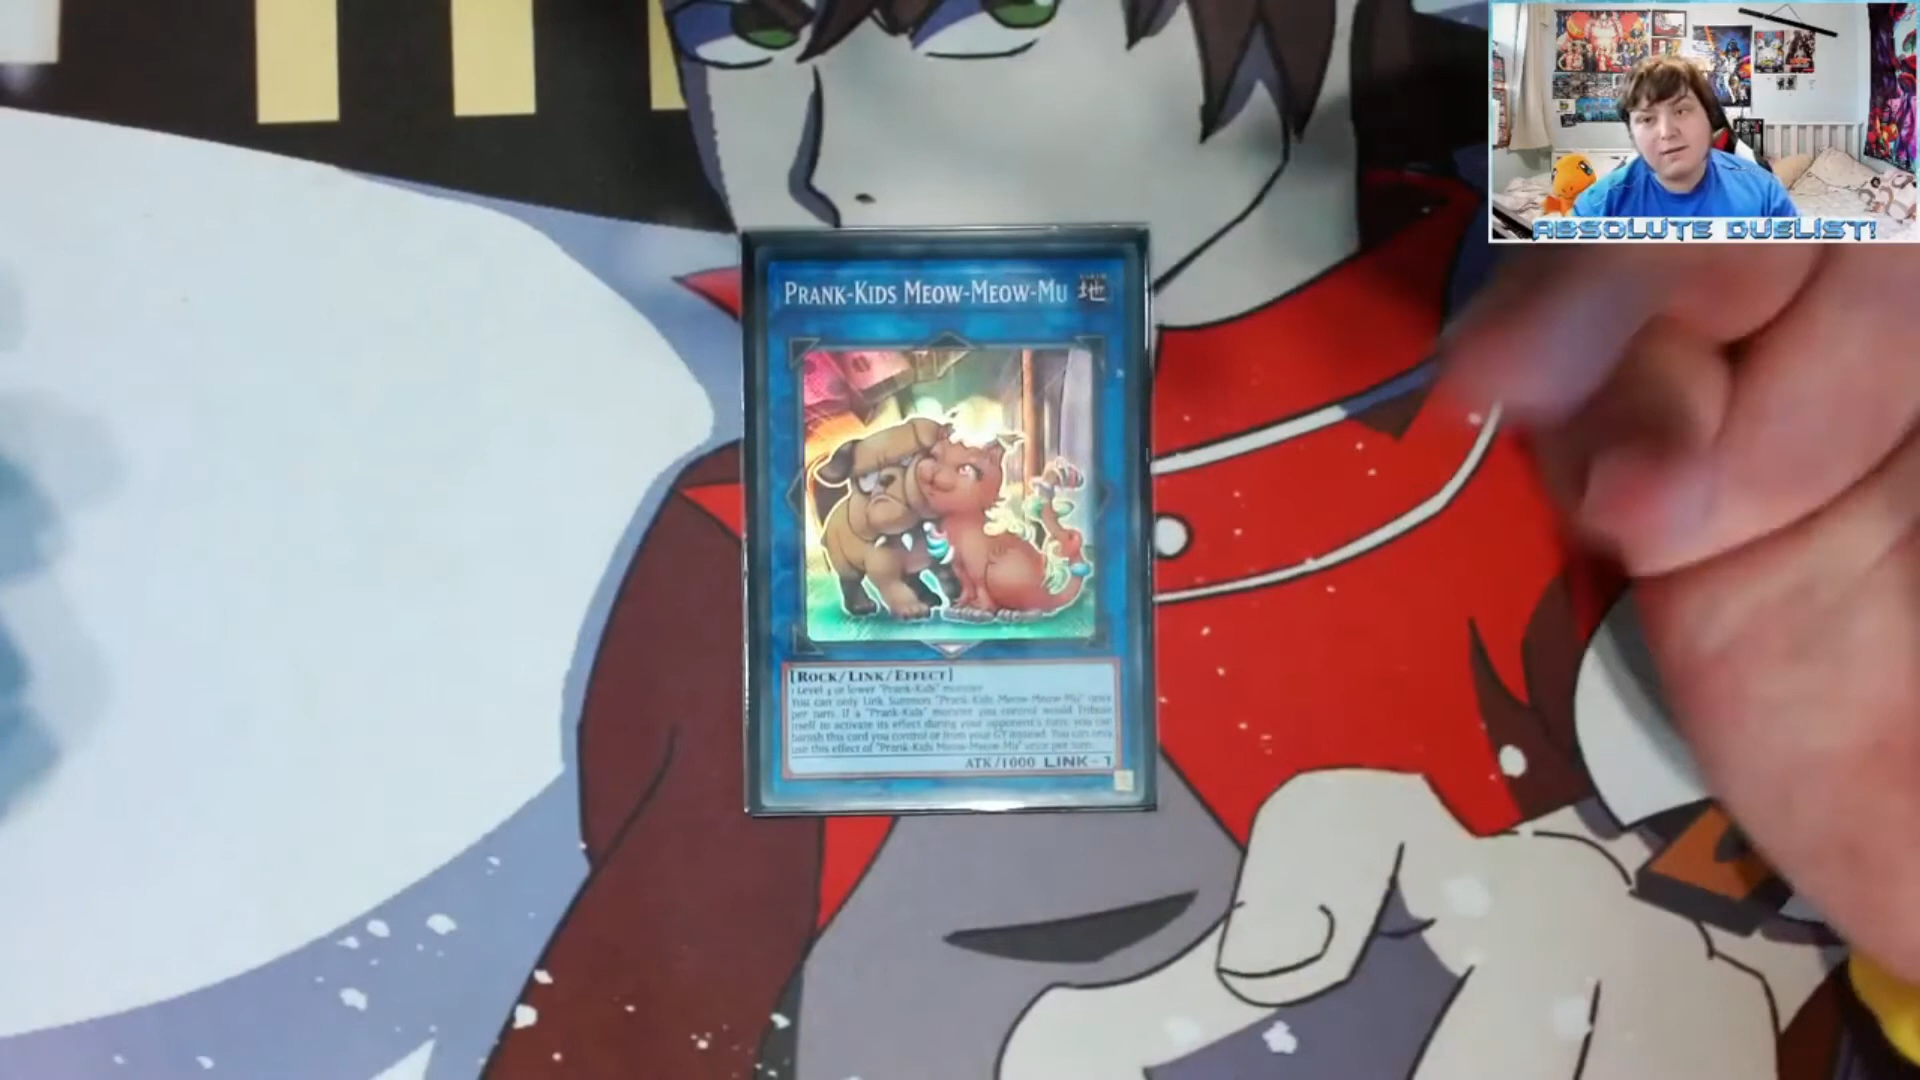 ABSOLUTE DUELIST!
PRANK-KIDS MEOW-MEOW-MU 地
[ROCK/LINK/EFFECT]
1 Level 4 or lower "Prank-Kids" monster
You can only Link Summon "Prank-Kids Meow-Meow-Mu" once
per turn. If a "Prank-Kids" monster you control would Tribute
itself to activate its effect during your opponent's turn, you can
banish this card you control or from your GY instead. You can only
use this effect of "Prank-Kids Meow-Meow-Mu" once per turn.
ATK/1000 LINK-1